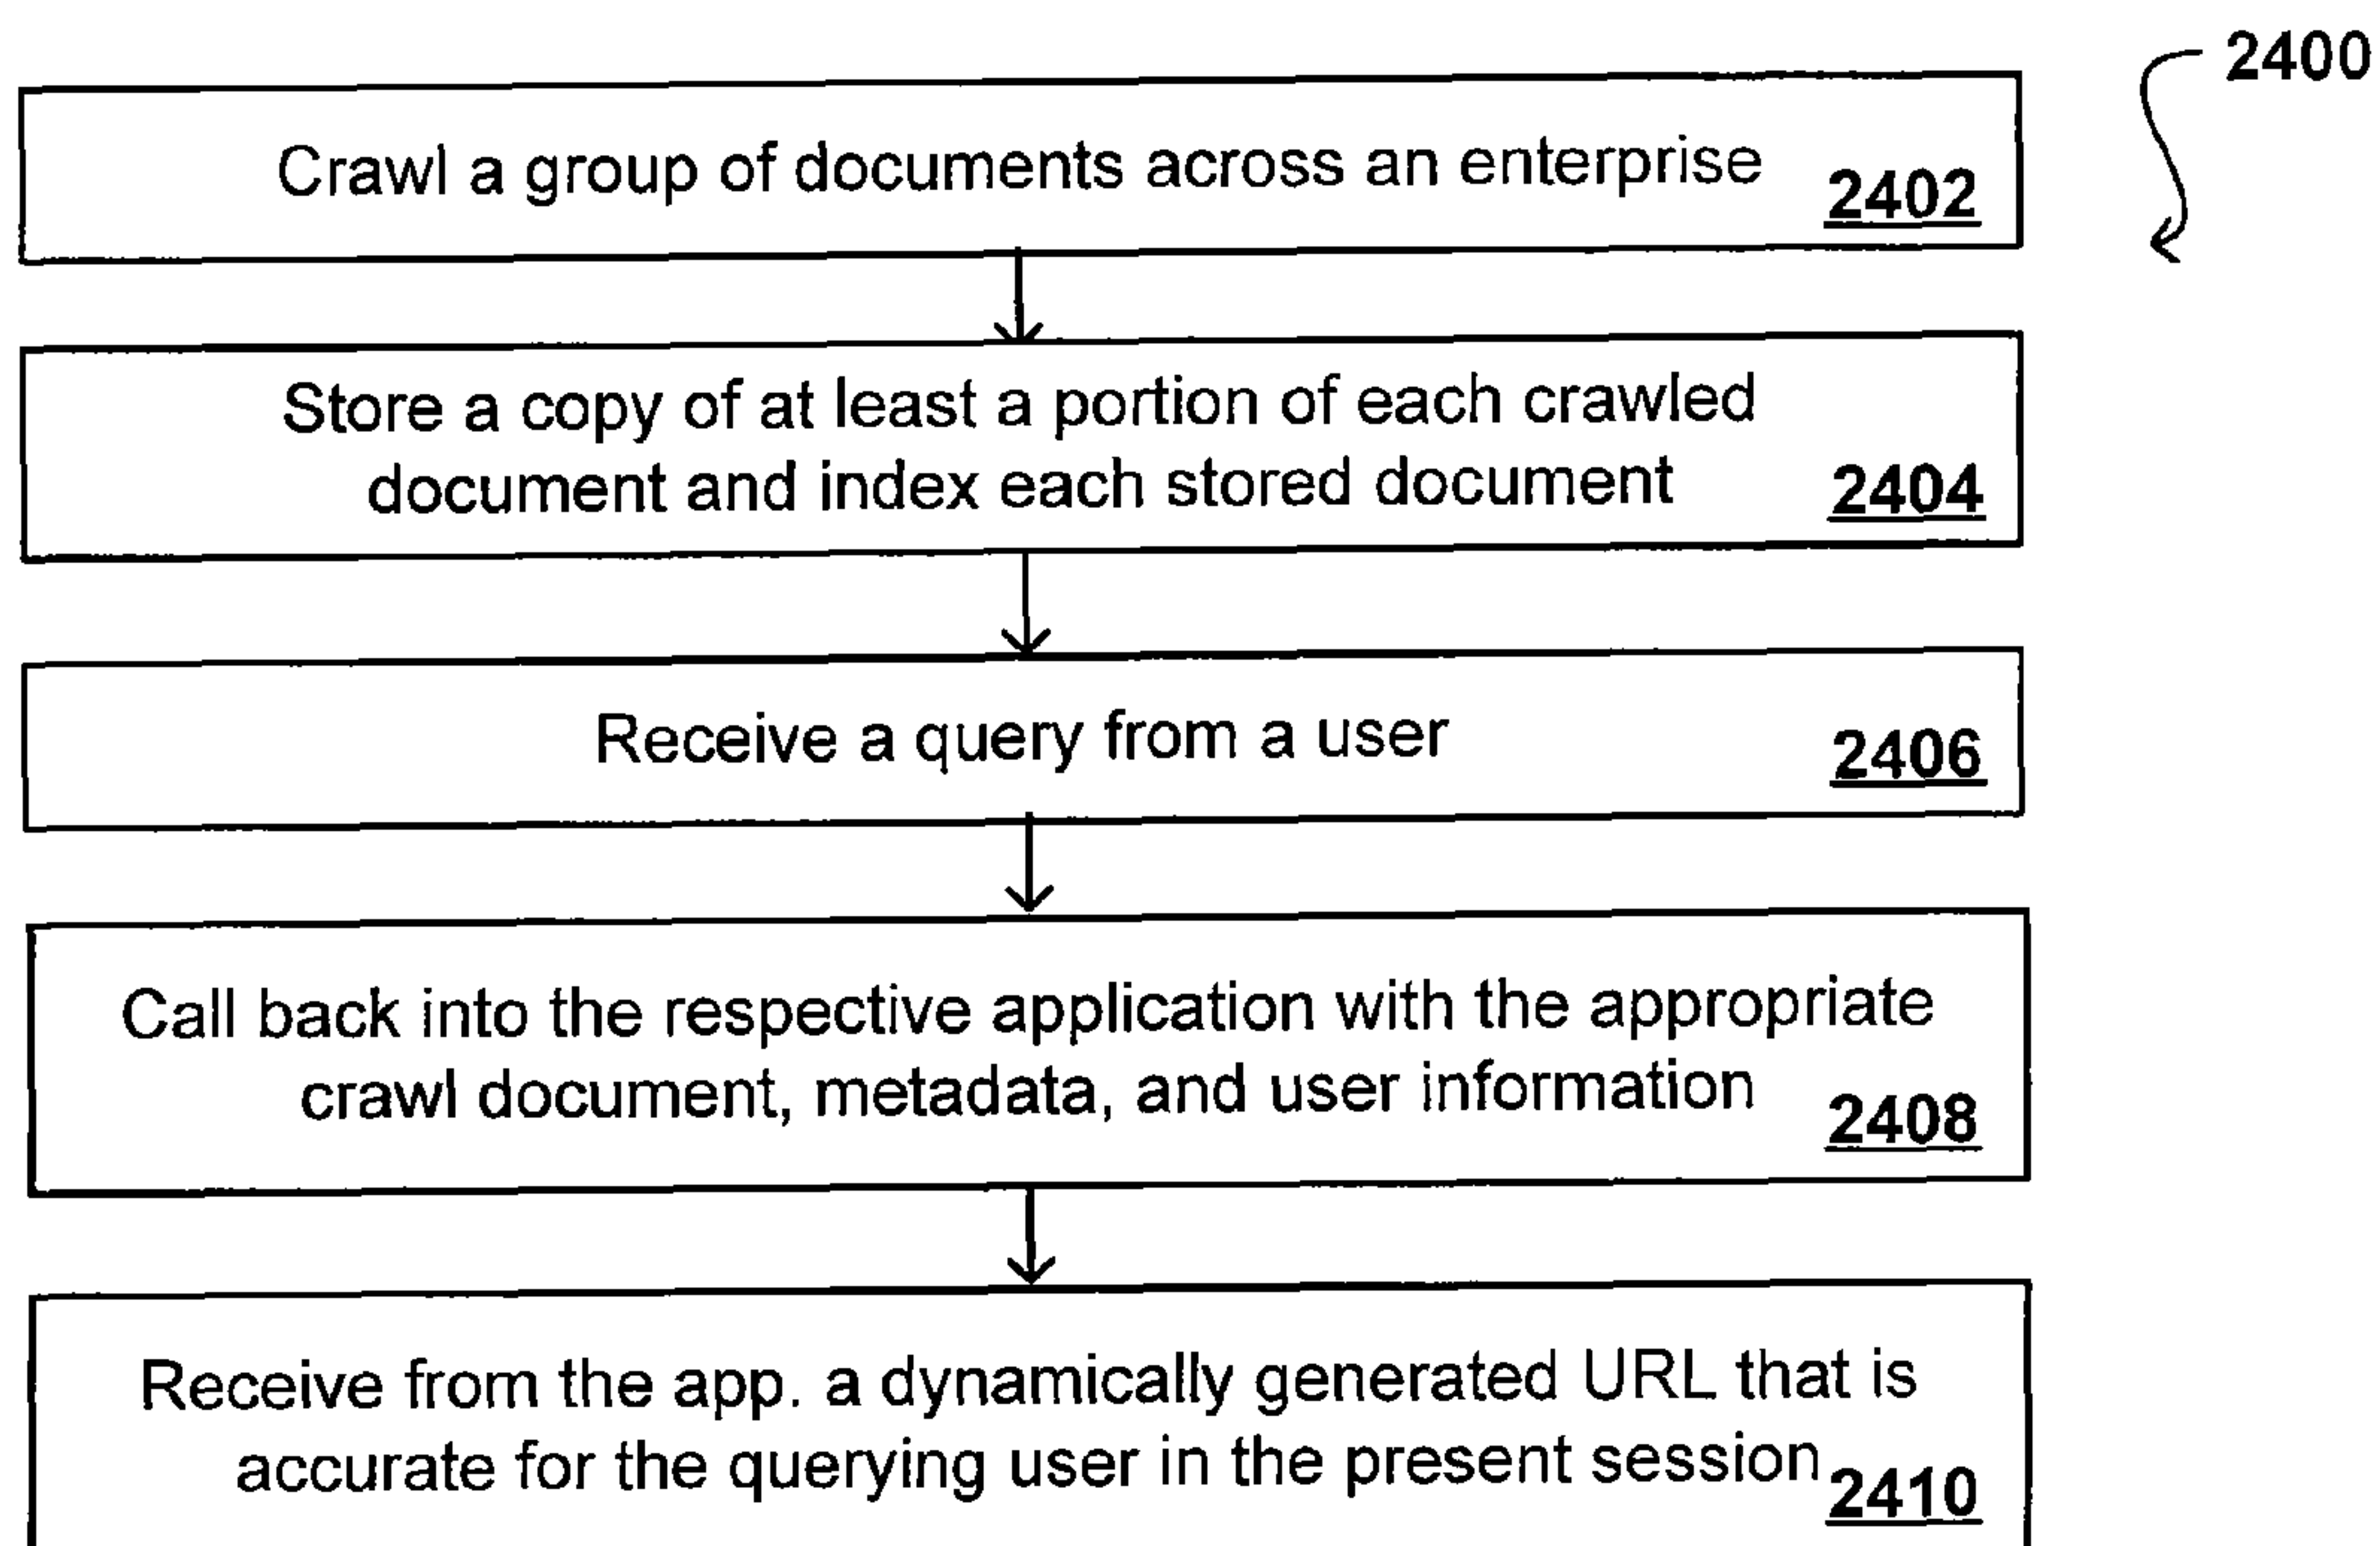 2400
Crawl a group of documents across an enterprise
2402
Store a copy of at least a portion of each crawled
document and index each stored document
2404
Receive a query from a user
2406
Call back into the respective application with the appropriate
crawl document, metadata, and user information
2408
Receive from the app. a dynamically generated URL that is
accurate for the querying user in the present session
2410